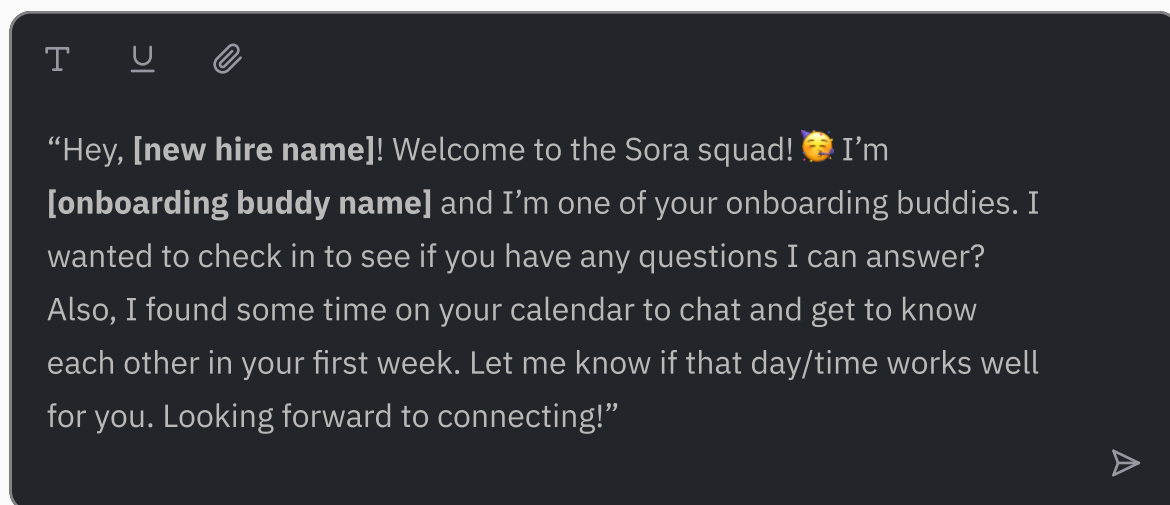 “Hey, [new hire name]! Welcome to the Sora squad! 🥳 I’m
[onboarding buddy name] and I’m one of your onboarding buddies. I
wanted to check in to see if you have any questions I can answer?
Also, I found some time on your calendar to chat and get to know
each other in your first week. Let me know if that day/time works well
for you. Looking forward to connecting!”